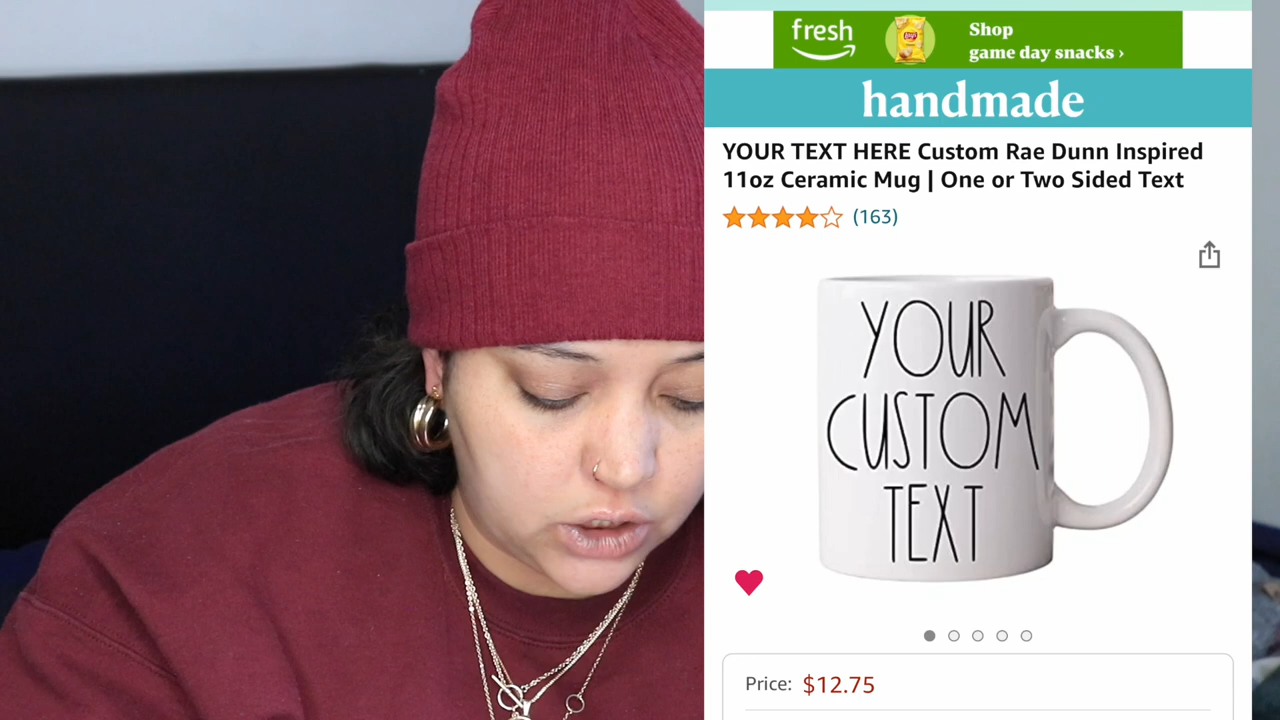 fresh
Shop
game day snacks ›
handmade
YOUR TEXT HERE Custom Rae Dunn Inspired
11oz Ceramic Mug | One or Two Sided Text
(163)
YOUR
CUSTOM
TEXT
Price: $12.75